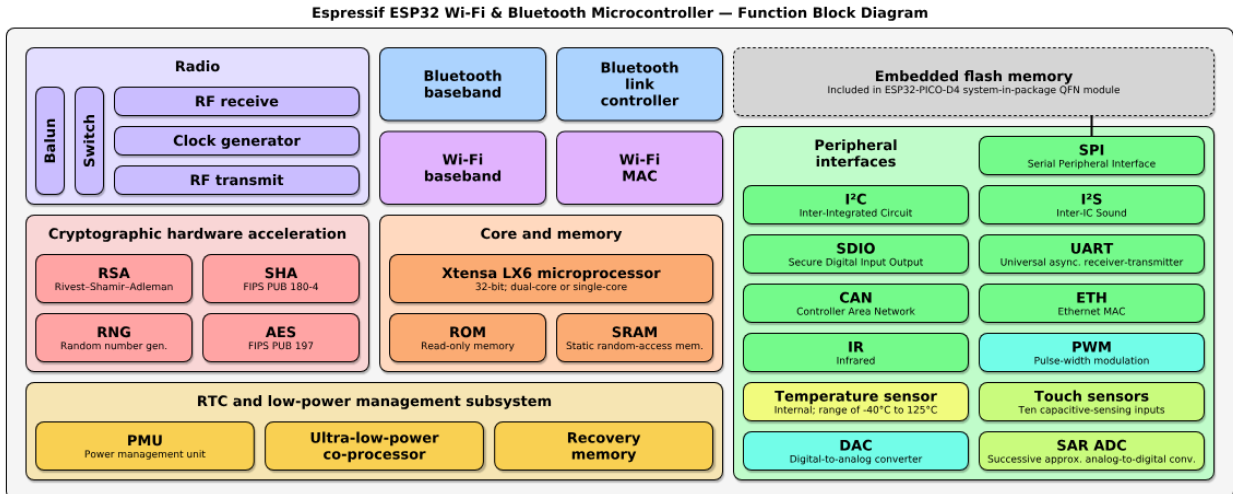 Espressif ESP32 Wi-Fi & Bluetooth Microcontroller — Function Block Diagram
Radio
Balun
Switch
RF receive
Clock generator
RF transmit
Bluetooth
baseband
Bluetooth
link
controller
Wi-Fi
baseband
Wi-Fi
MAC
Embedded flash memory
Included in ESP32-PICO-D4 system-in-package QFN module
Cryptographic hardware acceleration
RSA
Rivest–Shamir–Adleman
SHA
FIPS PUB 180-4
RNG
Random number gen.
AES
FIPS PUB 197
Core and memory
Xtensa LX6 microprocessor
32-bit; dual-core or single-core
ROM
Read-only memory
SRAM
Static random-access mem.
RTC and low-power management subsystem
PMU
Power management unit
Ultra-low-power
co-processor
Recovery
memory
Peripheral
interfaces
SPI
Serial Peripheral Interface
I²C
Inter-Integrated Circuit
I²S
Inter-IC Sound
SDIO
Secure Digital Input Output
UART
Universal async. receiver-transmitter
CAN
Controller Area Network
ETH
Ethernet MAC
IR
Infrared
PWM
Pulse-width modulation
Temperature sensor
Internal; range of -40°C to 125°C
Touch sensors
Ten capacitive-sensing inputs
DAC
Digital-to-analog converter
SAR ADC
Successive approx. analog-to-digital conv.